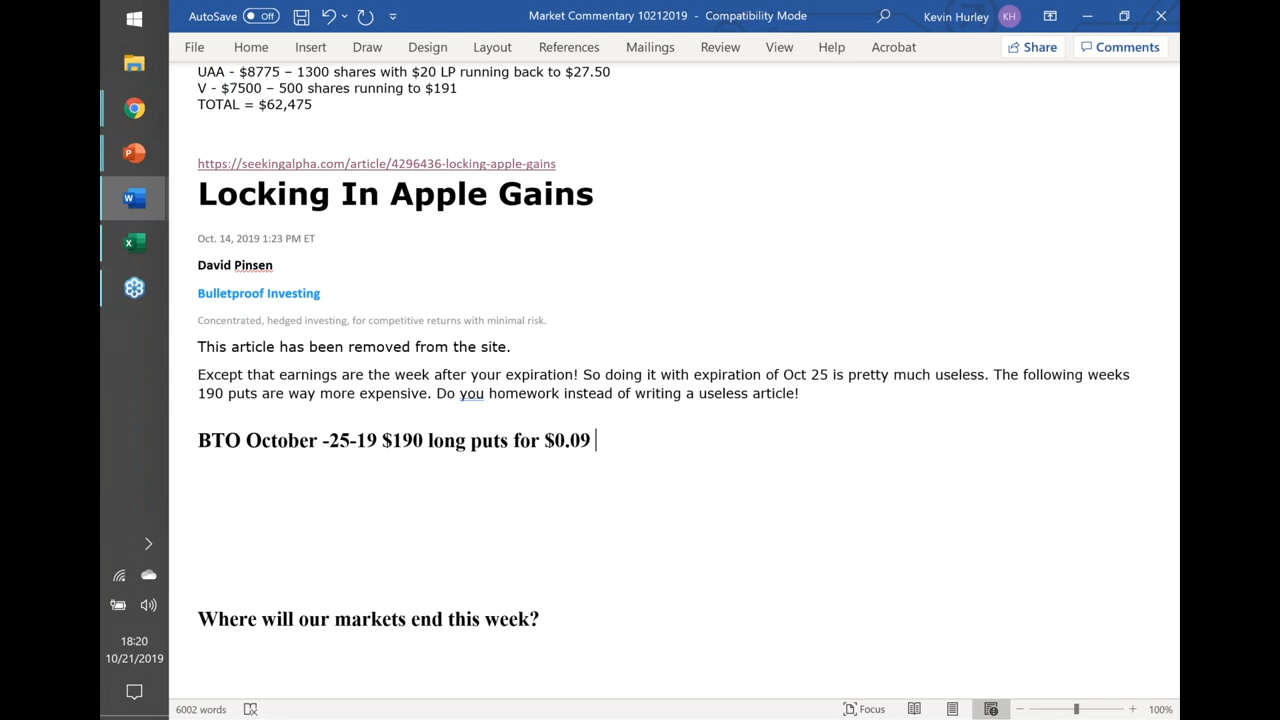 AutoSave Off
Market Commentary 10212019 - Compatibility Mode
Kevin Hurley KH
File Home Insert Draw Design Layout References Mailings Review View Help Acrobat
Share Comments
UAA - $8775 – 1300 shares with $20 LP running back to $27.50
V - $7500 – 500 shares running to $191
TOTAL = $62,475
https://seekingalpha.com/article/4296436-locking-apple-gains
Locking In Apple Gains
Oct. 14, 2019 1:23 PM ET
David Pinsen
Bulletproof Investing
Concentrated, hedged investing, for competitive returns with minimal risk.
This article has been removed from the site.
Except that earnings are the week after your expiration! So doing it with expiration of Oct 25 is pretty much useless. The following weeks
190 puts are way more expensive. Do you homework instead of writing a useless article!
BTO October -25-19 $190 long puts for $0.09
Where will our markets end this week?
18:20
10/21/2019
6002 words
Focus
100%